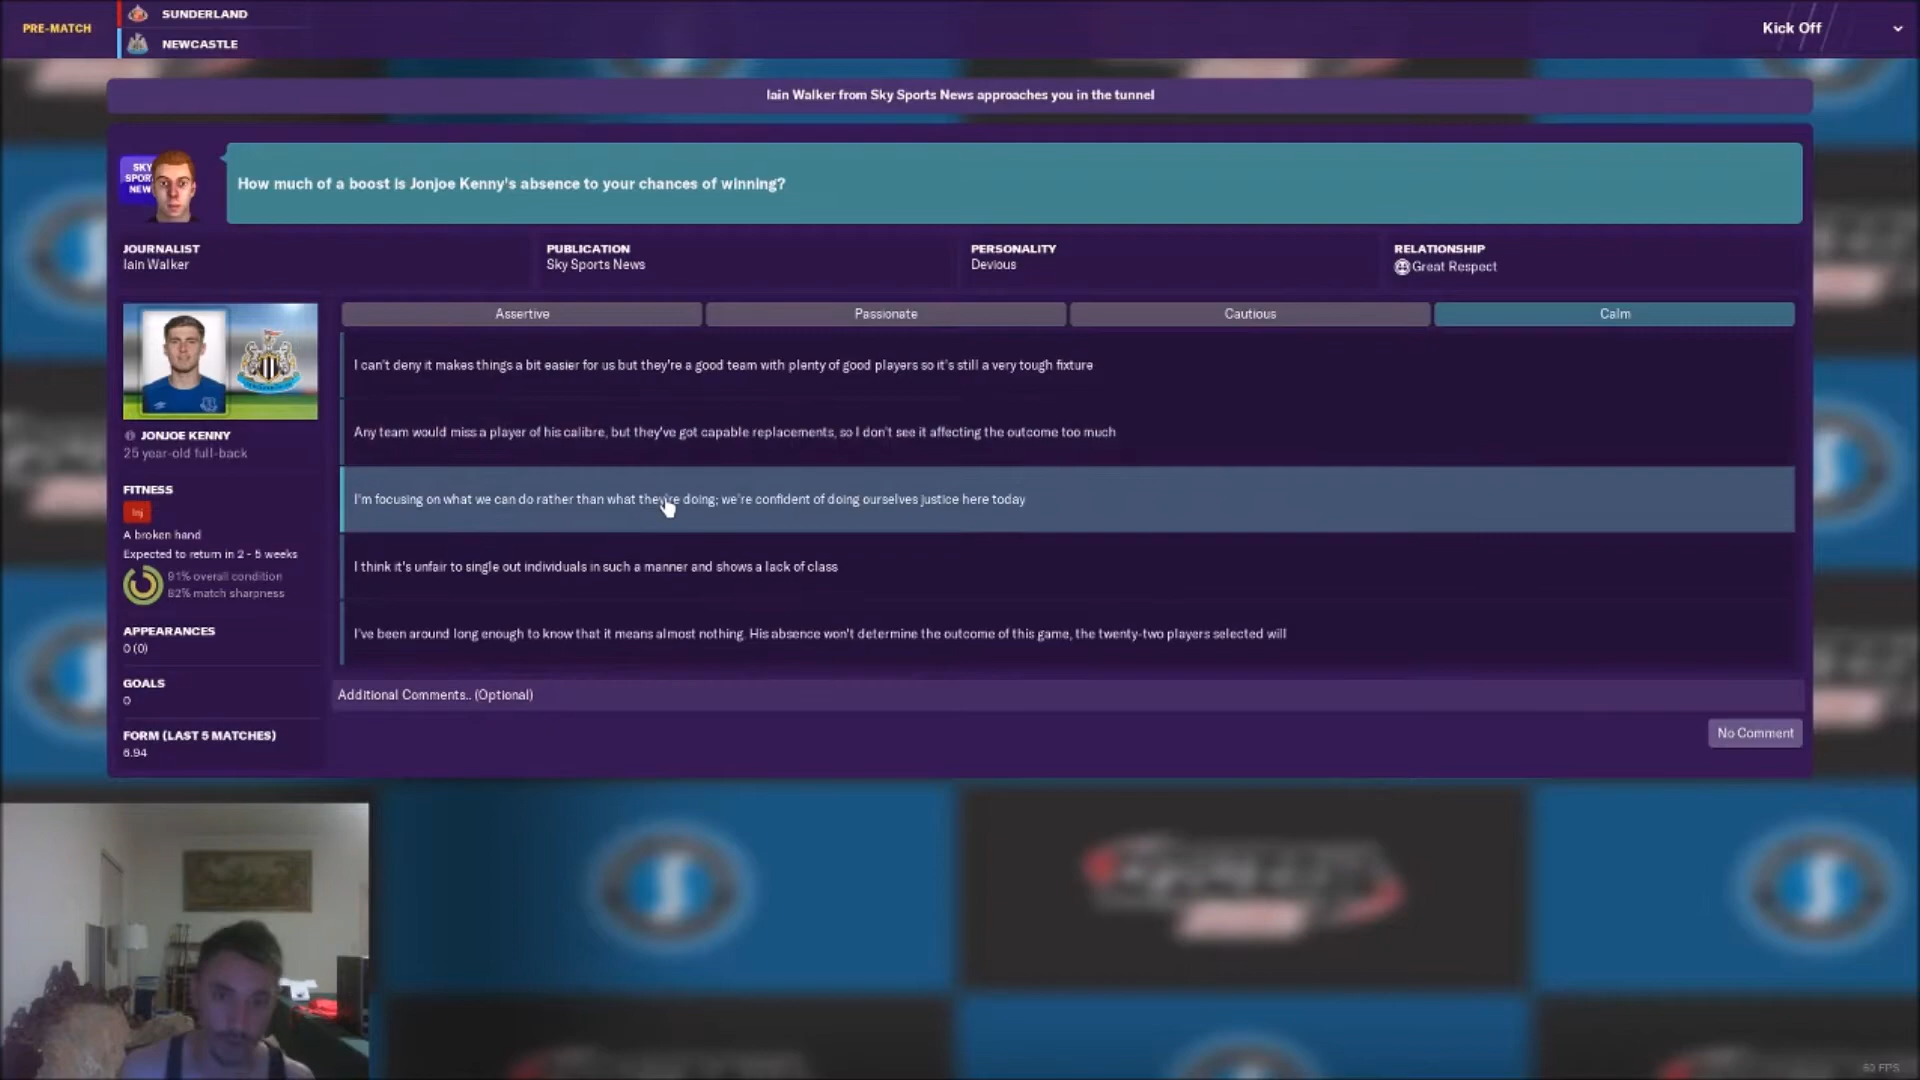 PRE-MATCH
SUNDERLAND
NEWCASTLE
Kick Off
Iain Walker from Sky Sports News approaches you in the tunnel
SKY
SPOR
NEW
How much of a boost is Jonjoe Kenny's absence to your chances of winning?
JOURNALIST
Iain Walker
PUBLICATION
Sky Sports News
PERSONALITY
Devious
RELATIONSHIP
Great Respect
Assertive
Passionate
Cautious
Calm
I can't deny it makes things a bit easier for us but they're a good team with plenty of good players so it's still a very tough fixture
Any team would miss a player of his calibre, but they've got capable replacements, so I don't see it affecting the outcome too much
I'm focusing on what we can do rather than what they're doing; we're confident of doing ourselves justice here today
I think it's unfair to single out individuals in such a manner and shows a lack of class
I've been around long enough to know that it means almost nothing. His absence won't determine the outcome of this game, the twenty-two players selected will
JONJOE KENNY
25 year-old full-back
FITNESS
Inj
A broken hand
Expected to return in 2 - 5 weeks
91% overall condition
82% match sharpness
APPEARANCES
0 (0)
GOALS
0
FORM (LAST 5 MATCHES)
6.94
Additional Comments.. (Optional)
No Comment
60 FPS